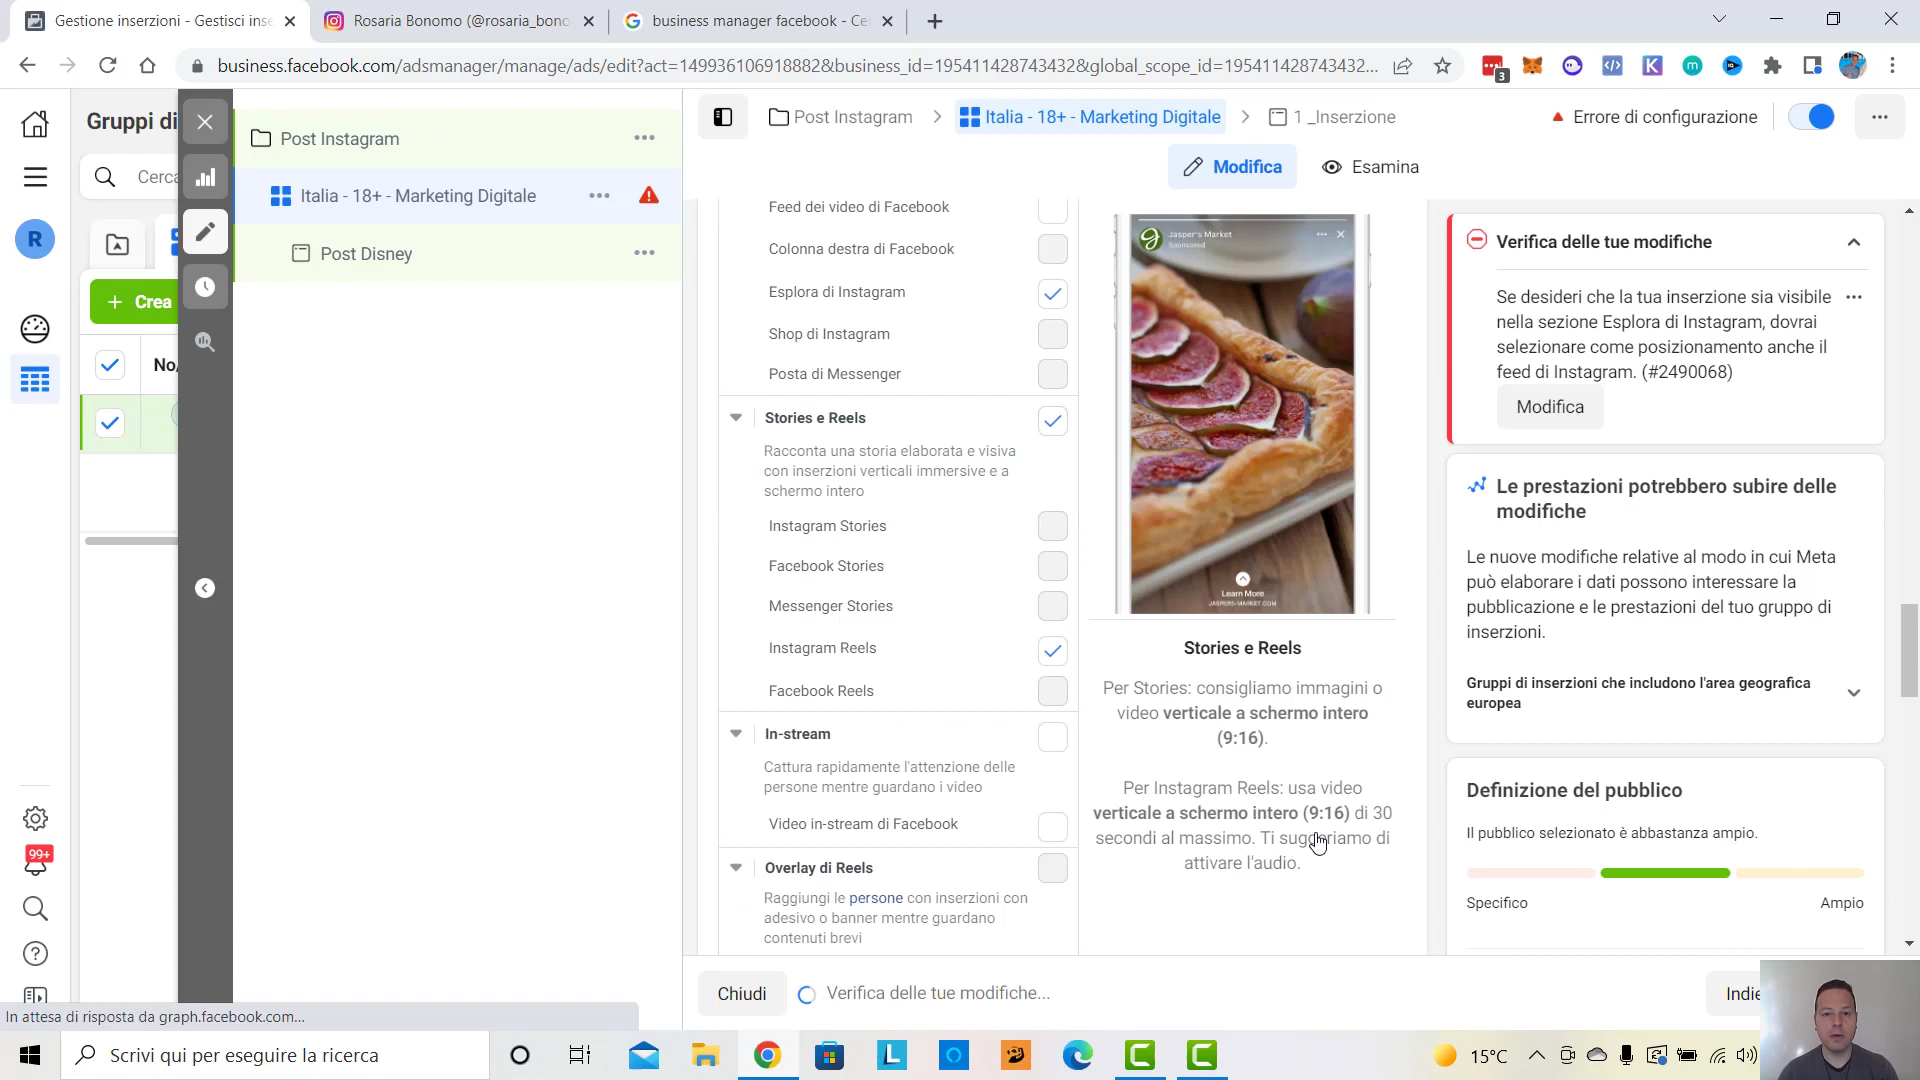 Gestione inserzioni - Gestisci inse
Rosaria Bonomo (@rosaria_bono
business manager facebook - Ce
business.facebook.com/adsmanager/manage/ads/edit?act=149936106918882&business_id=195411428743432&global_scope_id=195411428743432...
3
Gruppi di
Cerca
R
+ Crea
No
99+
Post Instagram
Italia - 18+ - Marketing Digitale
Post Disney
Post Instagram
Italia - 18+ - Marketing Digitale
1 _Inserzione
Errore di configurazione
Modifica
Esamina
Feed dei video di Facebook
Colonna destra di Facebook
Esplora di Instagram
Shop di Instagram
Posta di Messenger
Stories e Reels
Racconta una storia elaborata e visiva
con inserzioni verticali immersive e a
schermo intero
Instagram Stories
Facebook Stories
Messenger Stories
Instagram Reels
Facebook Reels
In-stream
Cattura rapidamente l'attenzione delle
persone mentre guardano i video
Video in-stream di Facebook
Overlay di Reels
Raggiungi le persone con inserzioni con
adesivo o banner mentre guardano
contenuti brevi
Jasper's Market
Sponsored
Learn More
JASPERS-MARKET.COM
Stories e Reels
Per Stories: consigliamo immagini o
video verticale a schermo intero
(9:16).
Per Instagram Reels: usa video
verticale a schermo intero (9:16) di 30
secondi al massimo. Ti suggeriamo di
attivare l'audio.
Verifica delle tue modifiche
Se desideri che la tua inserzione sia visibile
nella sezione Esplora di Instagram, dovrai
selezionare come posizionamento anche il
feed di Instagram. (#2490068)
Modifica
Le prestazioni potrebbero subire delle
modifiche
Le nuove modifiche relative al modo in cui Meta
può elaborare i dati possono interessare la
pubblicazione e le prestazioni del tuo gruppo di
inserzioni.
Gruppi di inserzioni che includono l'area geografica
europea
Definizione del pubblico
Il pubblico selezionato è abbastanza ampio.
Specifico
Ampio
Chiudi
Verifica delle tue modifiche...
Indie
In attesa di risposta da graph.facebook.com...
Scrivi qui per eseguire la ricerca
15°C